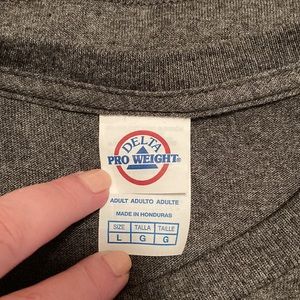 DELTA
PRO WEIGHT®
ADULT ADULTO ADULTE
MADE IN HONDURAS
SIZE TALLA TAILLE
L G G